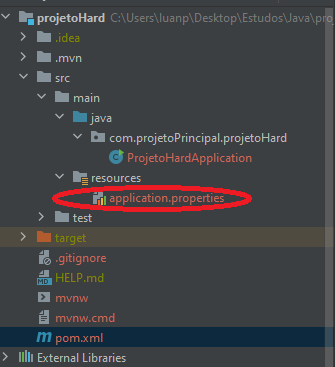 projetoHard C:\Users\luanp\Desktop\Estudos\Java\pro
.idea
.mvn
src
main
java
com.projetoPrincipal.projetoHard
ProjetoHardApplication
resources
application.properties
test
target
.gitignore
HELP.md
mvnw
mvnw.cmd
pom.xml
External Libraries